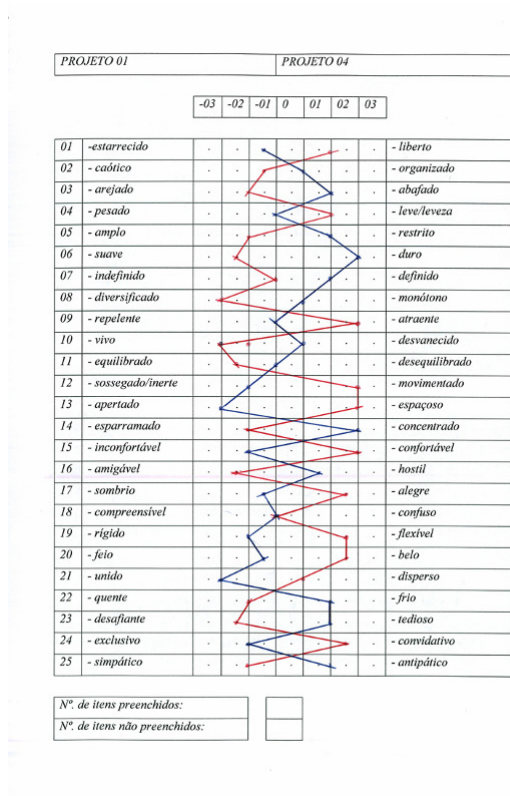 PROJETO 01 PROJETO 04
-03 -02 -01 0 01 02 03
01 -estarrecido - liberto
02 - caótico - organizado
03 - arejado - abafado
04 - pesado - leve/leveza
05 - amplo - restrito
06 - suave - duro
07 - indefinido - definido
08 - diversificado - monótono
09 - repelente - atraente
10 - vivo - desvanecido
11 - equilibrado - desequilibrado
12 - sossegado/inerte - movimentado
13 - apertado - espaçoso
14 - esparramado - concentrado
15 - inconfortável - confortável
16 - amigável - hostil
17 - sombrio - alegre
18 - compreensível - confuso
19 - rígido - flexível
20 - feio - belo
21 - unido - disperso
22 - quente - frio
23 - desafiante - tedioso
24 - exclusivo - convidativo
25 - simpático - antipático
Nº. de itens preenchidos:
Nº. de itens não preenchidos: